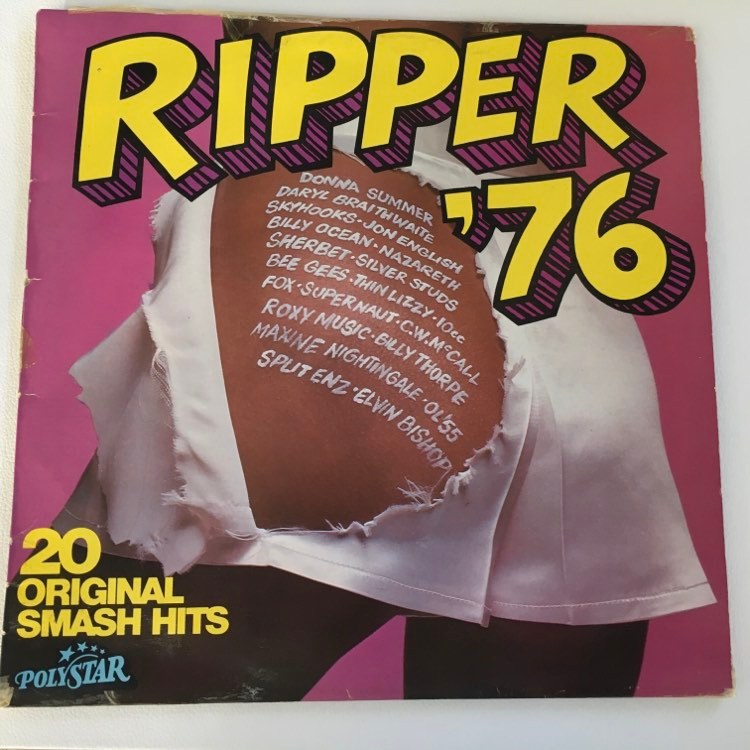 RIPPER
'76
DONNA SUMMER
DARYL BRAITHWAITE
SKYHOOKS · JON ENGLISH
BILLY OCEAN · NAZARETH
SHERBET · SILVER STUDS
BEE GEES · THIN LIZZY · 10cc
FOX · SUPERNAUT · C.W. McCALL
ROXY MUSIC · BILLY THORPE
MAXINE NIGHTINGALE · OL'55
SPLIT ENZ · ELVIN BISHOP
20
ORIGINAL
SMASH HITS
POLYSTAR